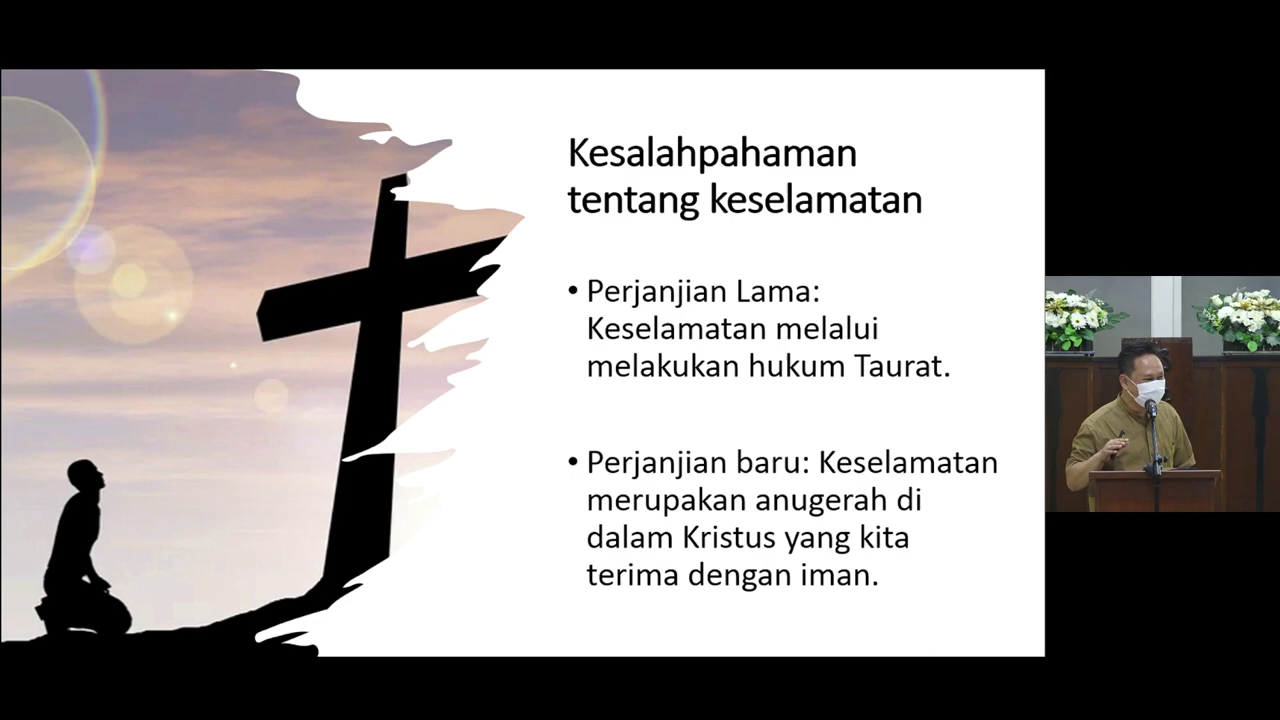 Kesalahpahaman
tentang keselamatan
• Perjanjian Lama:
Keselamatan melalui
melakukan hukum Taurat.
• Perjanjian baru: Keselamatan
merupakan anugerah di
dalam Kristus yang kita
terima dengan iman.